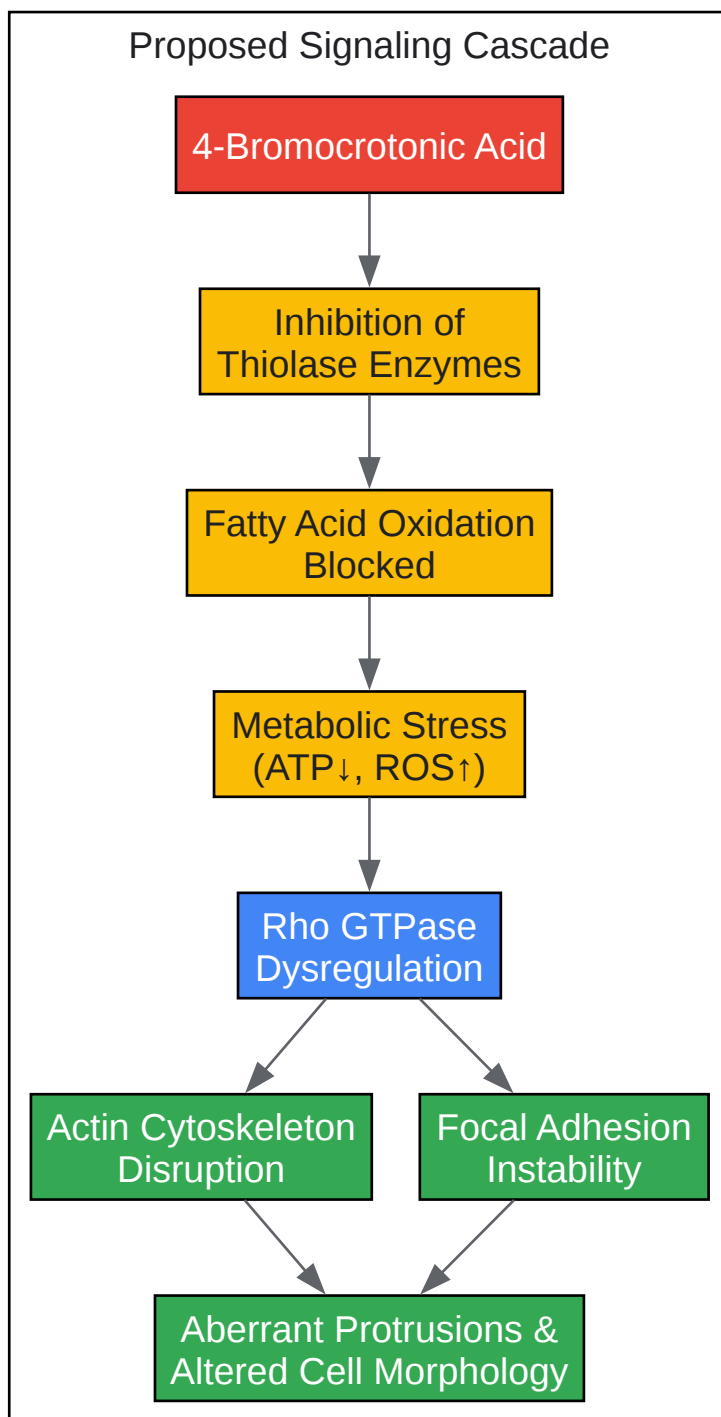 Proposed Signaling Cascade
4-Bromocrotonic Acid
Inhibition of
Thiolase Enzymes
Fatty Acid Oxidation
Blocked
Metabolic Stress
(ATP↓, ROS↑)
Rho GTPase
Dysregulation
Actin Cytoskeleton
Disruption
Focal Adhesion
Instability
Aberrant Protrusions &
Altered Cell Morphology